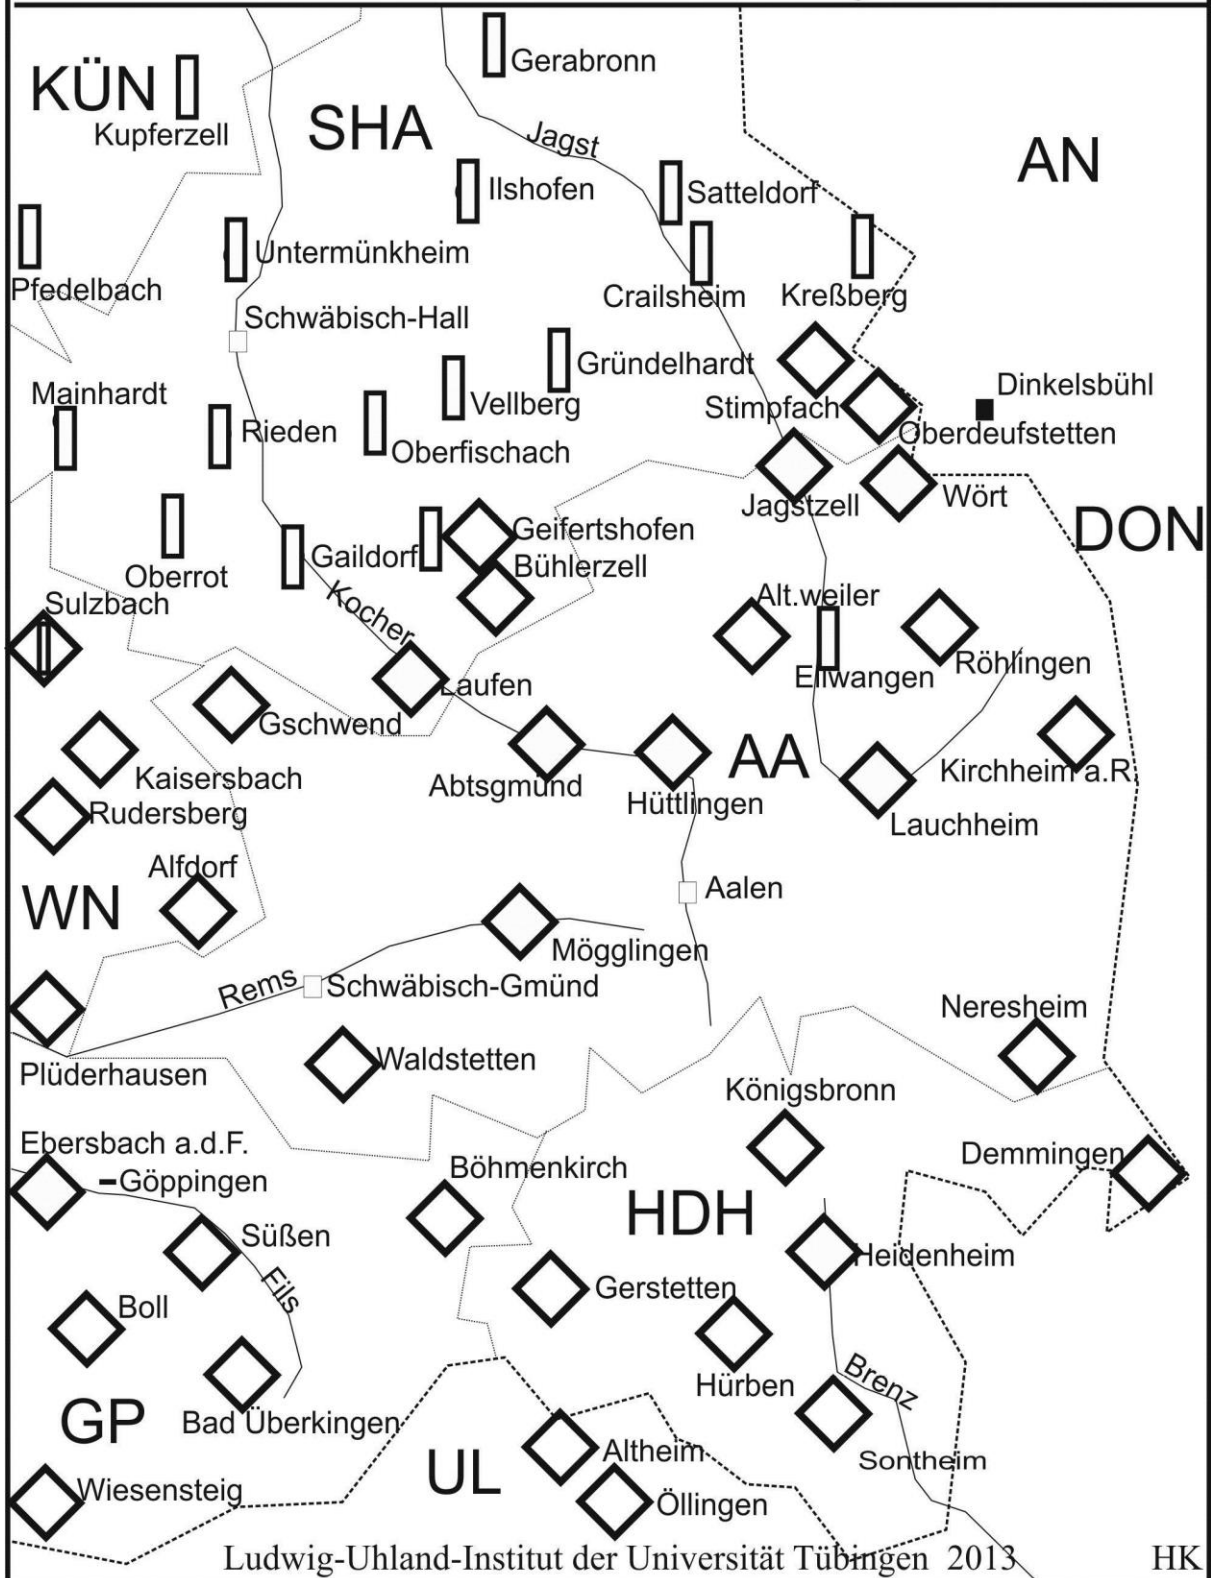 Gerabronn
KÜN
Kupferzell
SHA
Jagst
AN
Ilshofen
Satteldorf
Untermünkheim
Pfedelbach
Crailsheim
Kreßberg
Schwäbisch-Hall
Gründelhardt
Mainhardt
Vellberg
Stimpfach
Dinkelsbühl
Rieden
Oberfischach
Oberdeufstetten
Jagstzell
Wört
DON
Geifertshofen
Gaildorf
Bühlerzell
Oberrot
Kocher
Alt.weiler
Sulzbach
Röhlingen
Ellwangen
Laufen
Gschwend
Kaisersbach
Abtsgmünd
AA
Kirchheim a.R.
Rudersberg
Hüttlingen
Lauchheim
Alfdorf
WN
Aalen
Mögglingen
Rems
Schwäbisch-Gmünd
Neresheim
Plüderhausen
Waldstetten
Königsbronn
Ebersbach a.d.F.
Göppingen
Böhmenkirch
Demmingen
HDH
Süßen
Heidenheim
Fils
Boll
Gerstetten
Hürben
Brenz
GP
Bad Überkingen
UL
Altheim
Sontheim
Wiesensteig
Öllingen
Ludwig-Uhland-Institut der Universität Tübingen 2013
HK